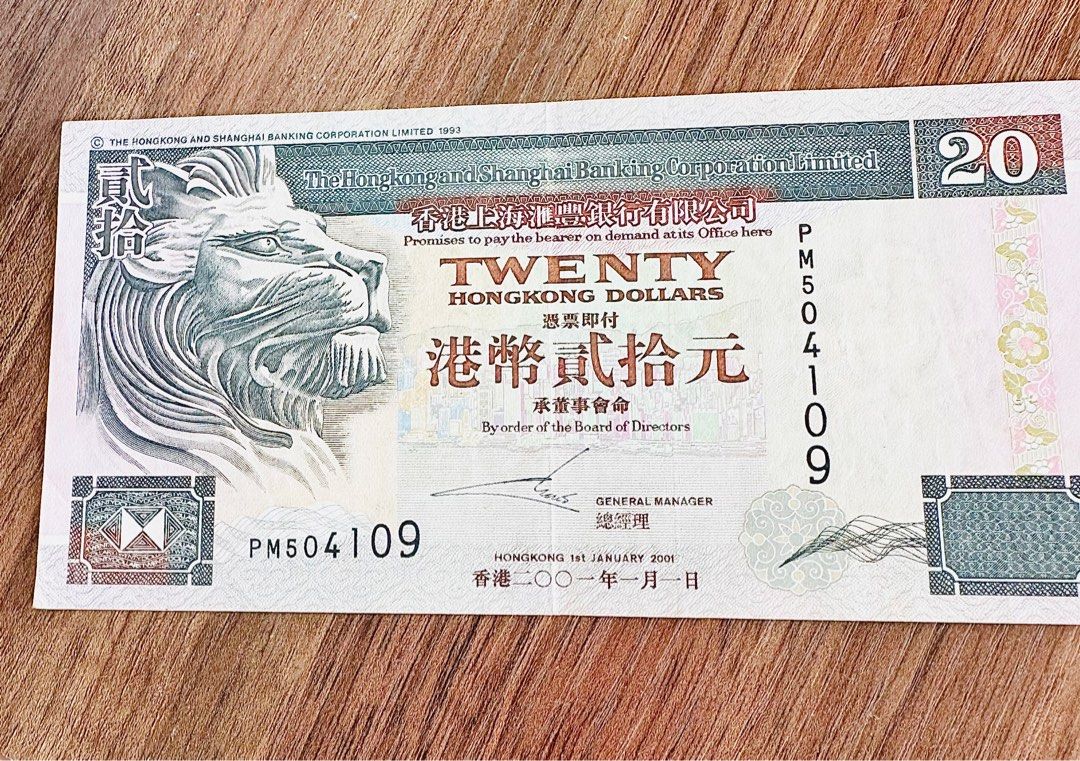 © THE HONGKONG AND SHANGHAI BANKING CORPORATION LIMITED 1993
貳拾
The Hongkong and Shanghai Banking Corporation Limited
20
香港上海滙豐銀行有限公司
Promises to pay the bearer on demand at its Office here
TWENTY
HONGKONG DOLLARS
憑票即付
港幣貳拾元
承董事會命
By order of the Board of Directors
GENERAL MANAGER
總經理
PM504109
PM504109
HONGKONG 1st JANUARY 2001
香港二〇〇一年一月一日